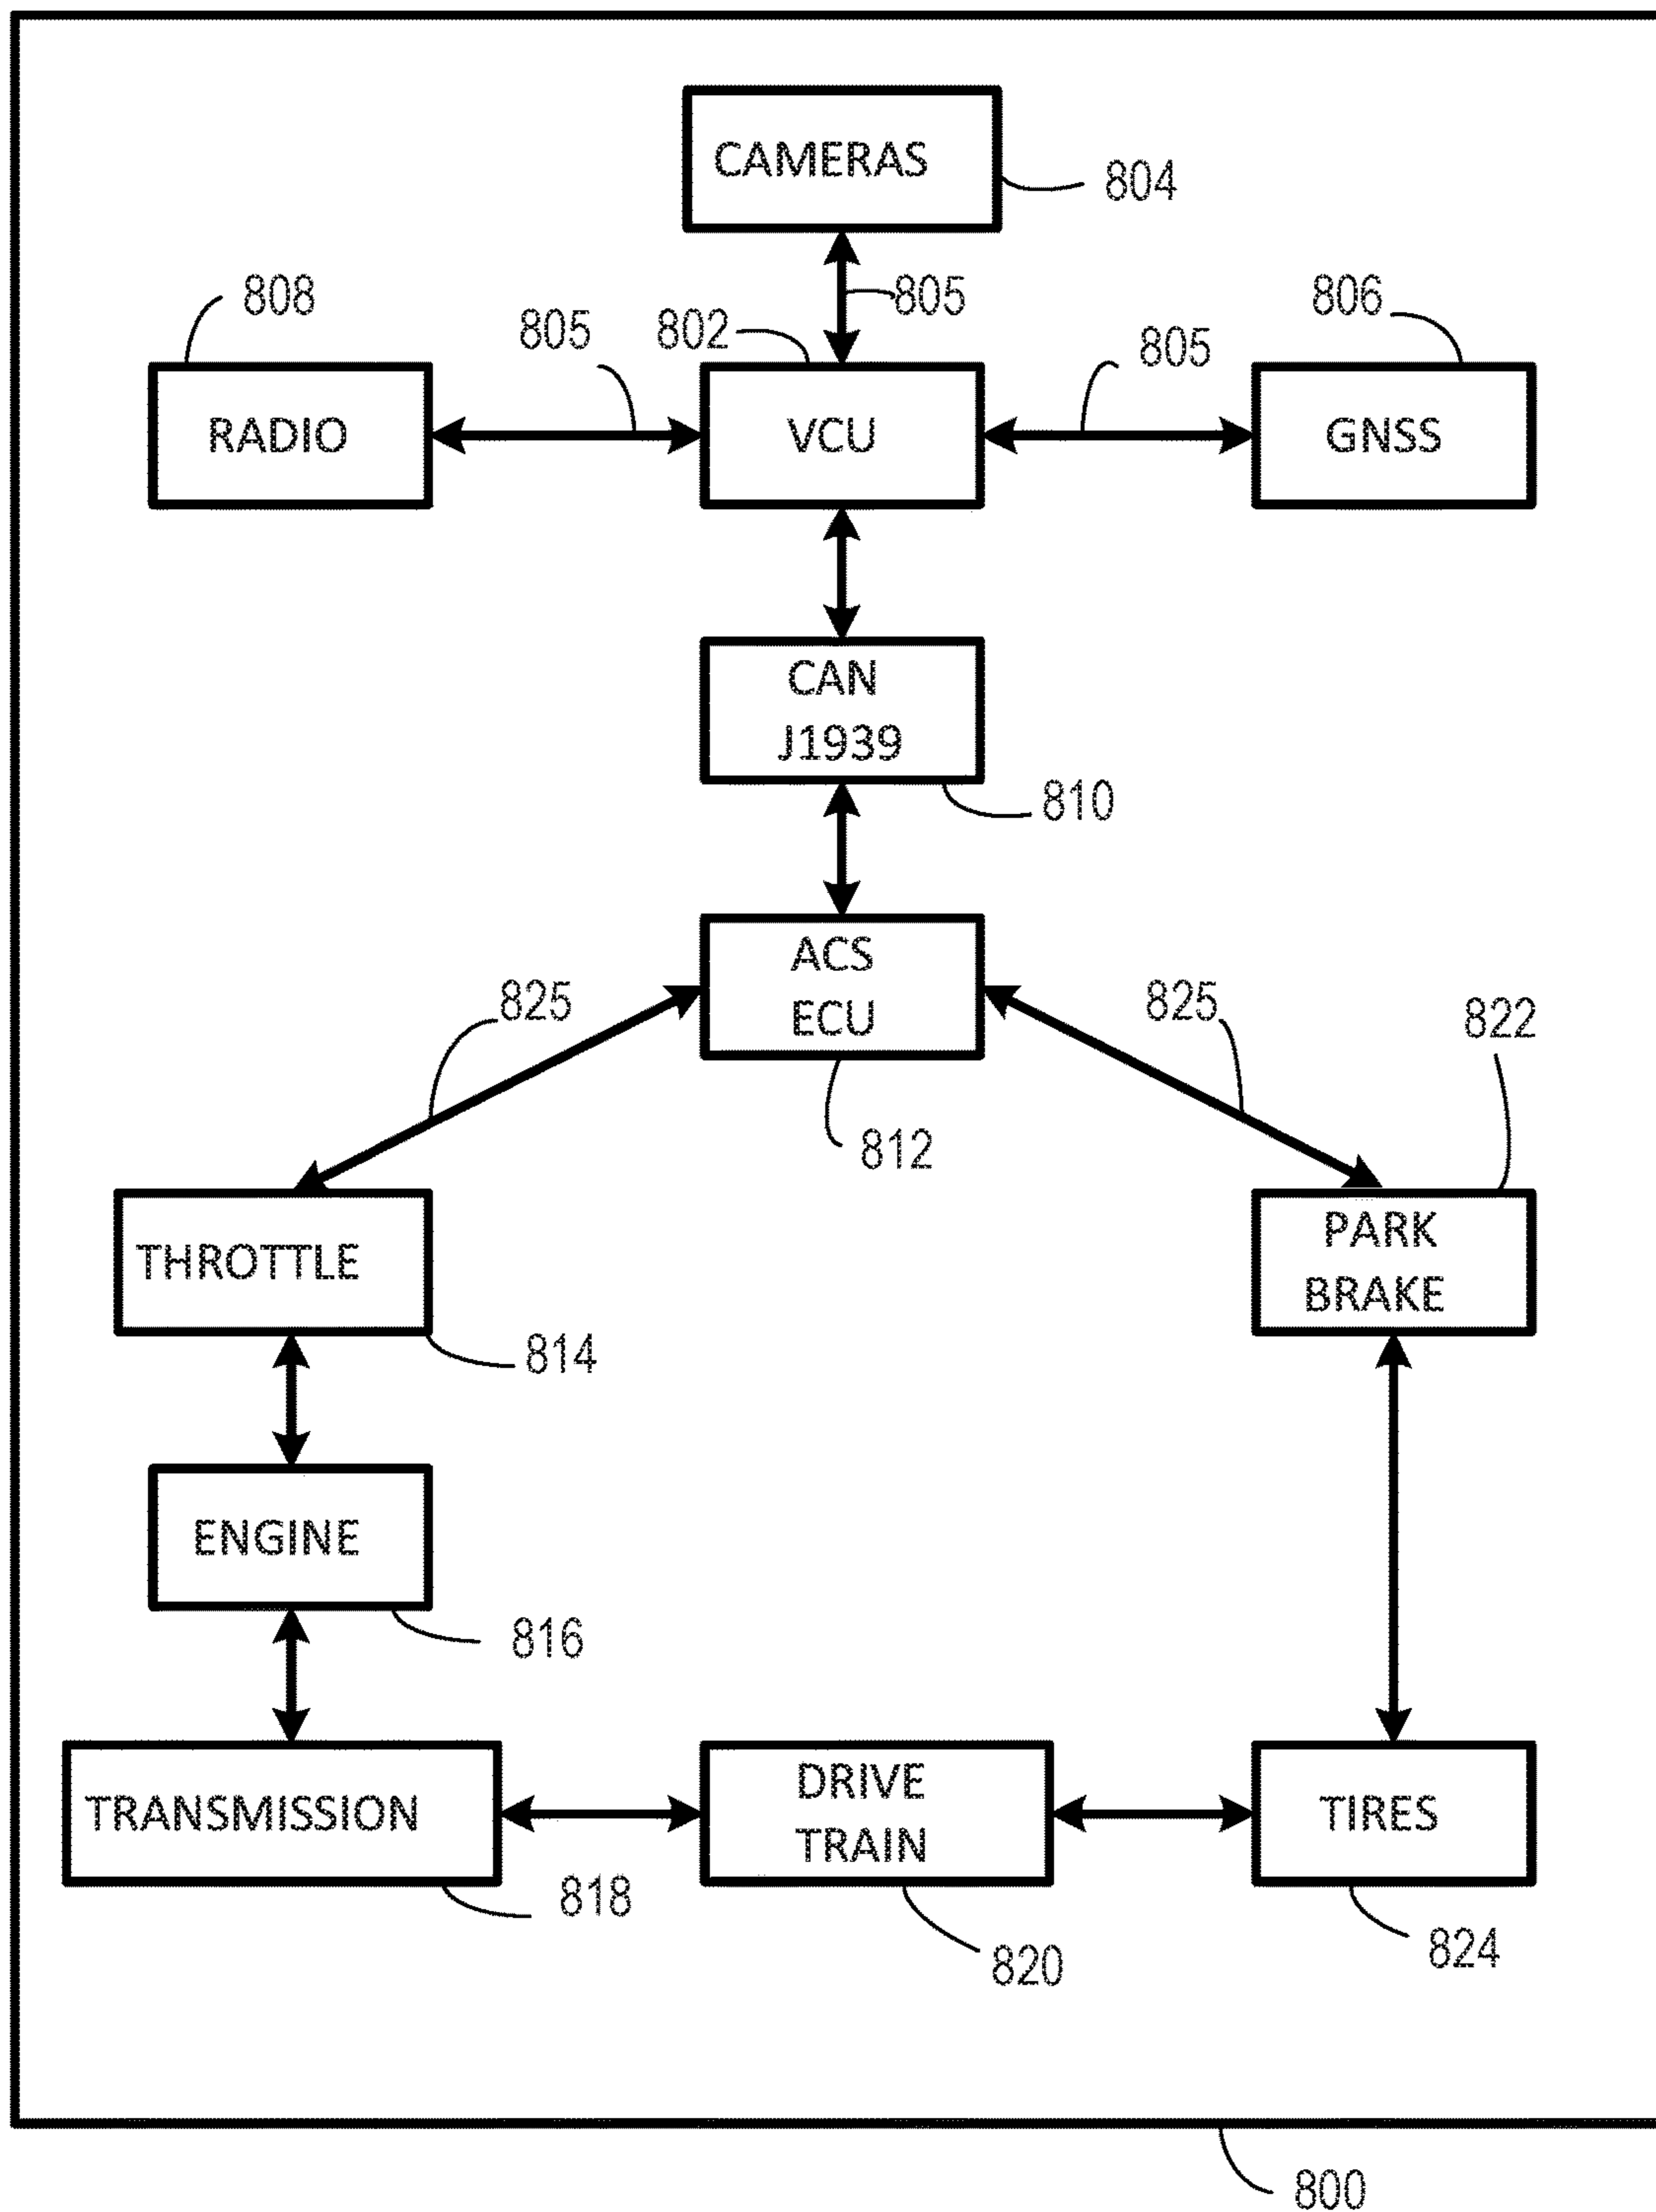 CAMERAS
804
808
805
802
805
805
806
RADIO
VCU
GNSS
CAN
J1939
810
ACS
ECU
825
825
822
812
THROTTLE
PARK
BRAKE
814
ENGINE
816
TRANSMISSION
DRIVE
TRAIN
TIRES
818
820
824
800